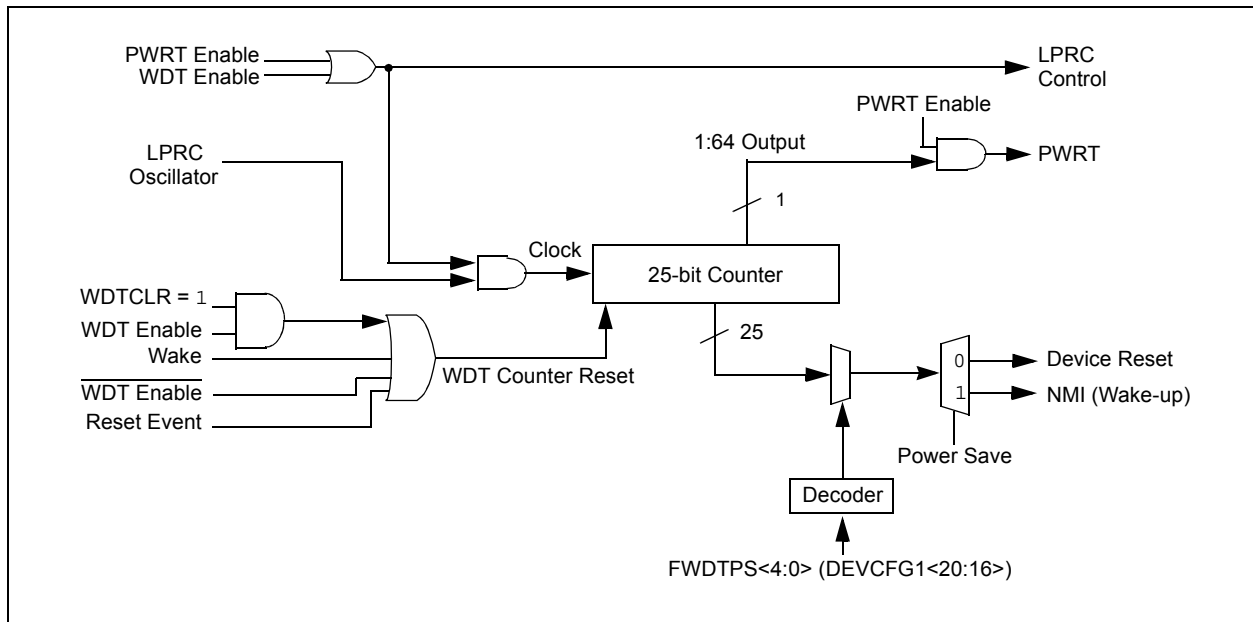 PWRT Enable
WDT Enable
LPRC
Control
PWRT Enable
1:64 Output
PWRT
LPRC
Oscillator
1
Clock
25-bit Counter
WDTCLR = 1
WDT Enable
25
Wake
WDT Counter Reset
0
Device Reset
WDT Enable
1
NMI (Wake-up)
Reset Event
Power Save
Decoder
FWDTPS<4:0> (DEVCFG1<20:16>)